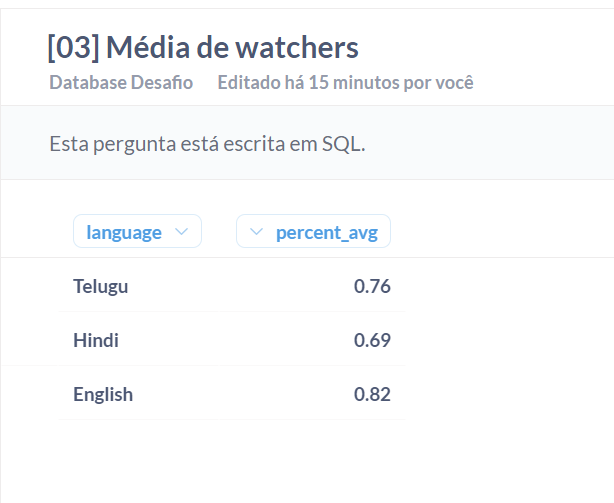 [03] Média de watchers
Database Desafio Editado há 15 minutos por você
Esta pergunta está escrita em SQL.
language percent_avg
Telugu 0.76
Hindi 0.69
English 0.82